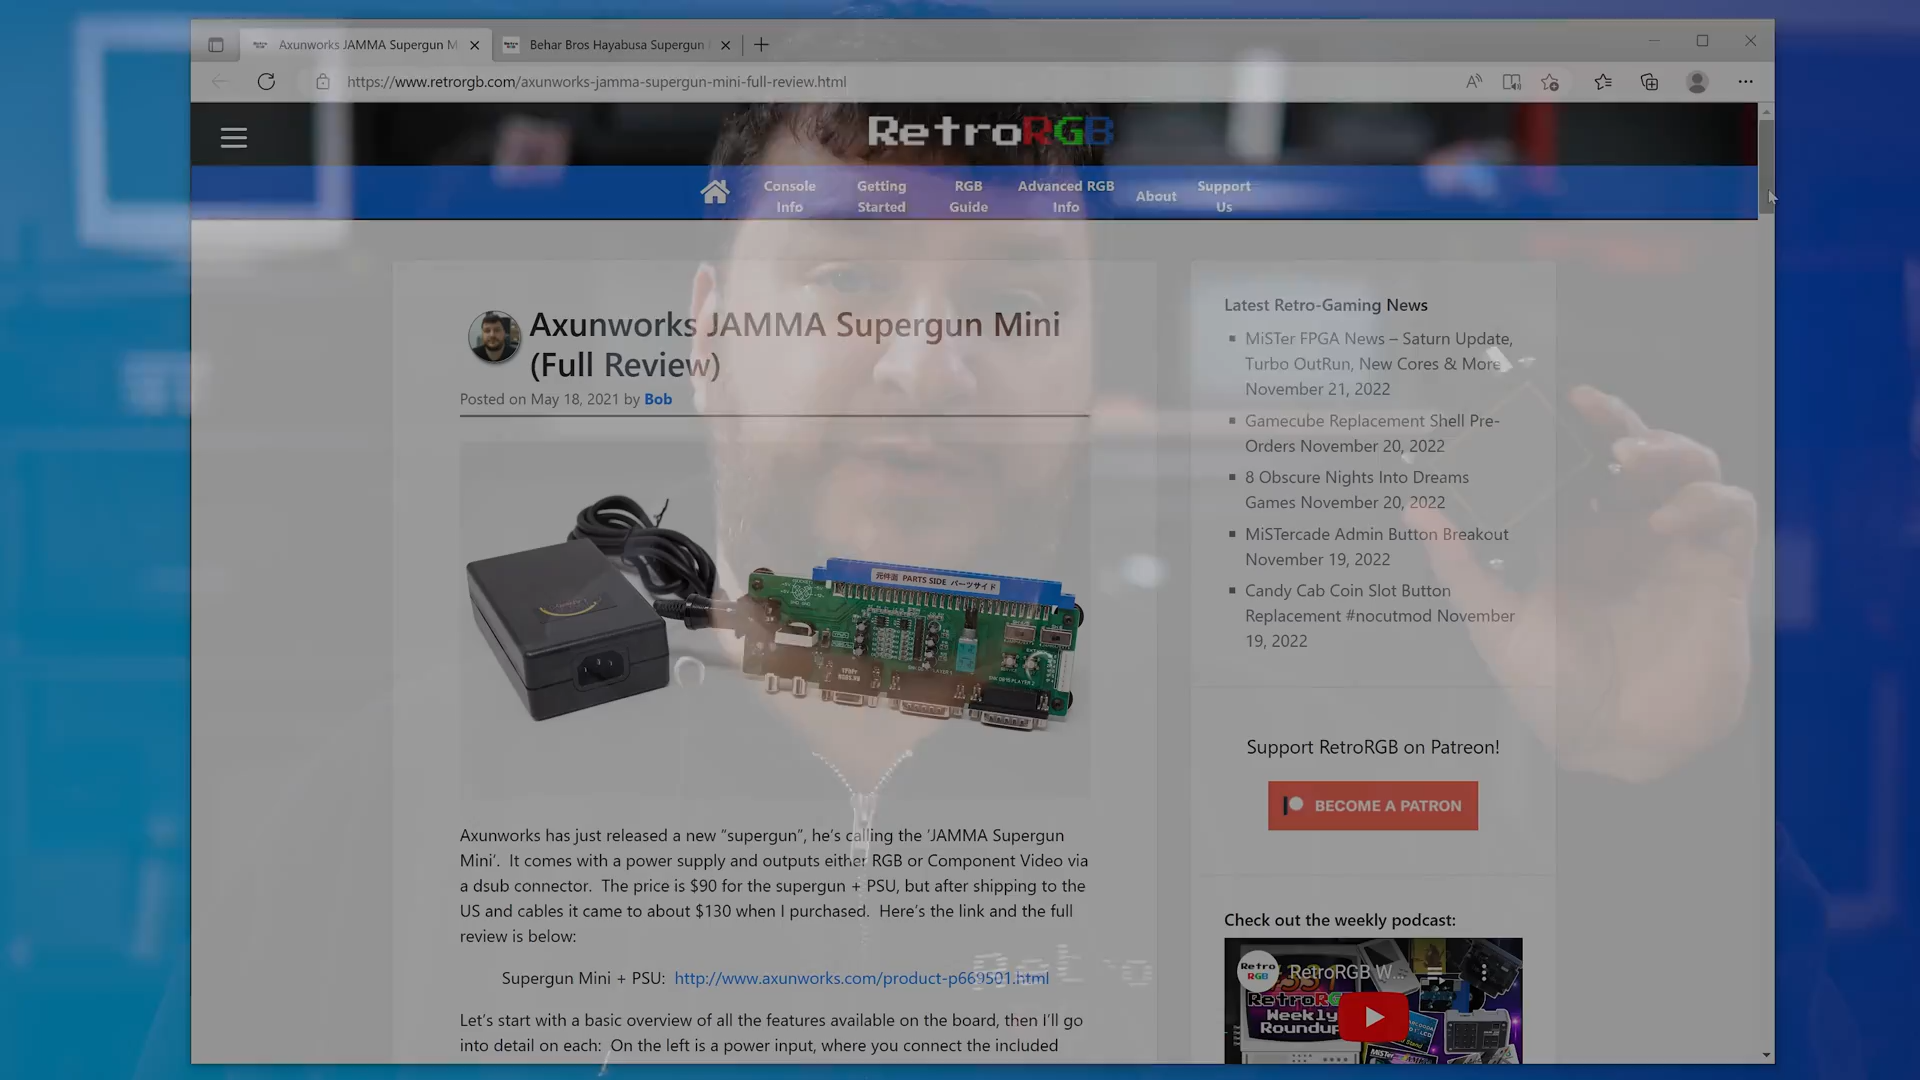 Axunworks JAMMA Supergun M
Behar Bros Hayabusa Supergun
https://www.retrorgb.com/axunworks-jamma-supergun-mini-full-review.html
RetroRGB
Console Info
Getting Started
RGB Guide
Advanced RGB Info
About
Support Us
Axunworks JAMMA Supergun Mini
(Full Review)
Posted on May 18, 2021 by Bob
元件面 PARTS SIDE パーツサイド
Axunworks has just released a new “supergun”, he’s calling the ‘JAMMA Supergun
Mini’. It comes with a power supply and outputs either RGB or Component Video via
a dsub connector. The price is $90 for the supergun + PSU, but after shipping to the
US and cables it came to about $130 when I purchased. Here’s the link and the full
review is below:
Supergun Mini + PSU: http://www.axunworks.com/product-p669501.html
Let’s start with a basic overview of all the features available on the board, then I’ll go
into detail on each: On the left is a power input, where you connect the included
Latest Retro-Gaming News
MiSTer FPGA News – Saturn Update,
Turbo OutRun, New Cores & More
November 21, 2022
Gamecube Replacement Shell Pre-
Orders November 20, 2022
8 Obscure Nights Into Dreams
Games November 20, 2022
MiSTercade Admin Button Breakout
November 19, 2022
Candy Cab Coin Slot Button
Replacement #nocutmod November
19, 2022
Support RetroRGB on Patreon!
BECOME A PATRON
Check out the weekly podcast:
Retro RGB
RetroRGB W...
RetroRGB
Weekly
Roundup
Retro